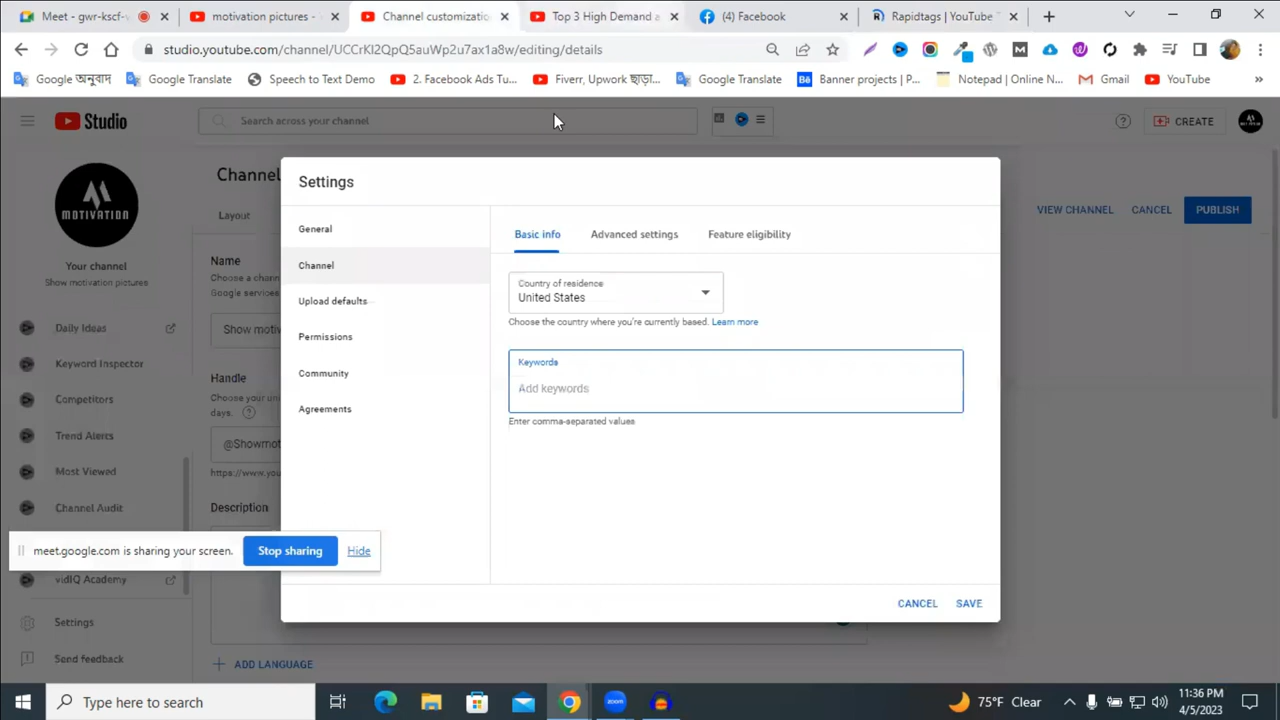 Meet - gwr-kscf-
motivation pictures -
Channel customizatio
Top 3 High Demand a
(4) Facebook
Rapidtags | YouTube
studio.youtube.com/channel/UCCrKI2QpQ5auWp2u7ax1a8w/editing/details
Google অনুবাদ
Google Translate
Speech to Text Demo
2. Facebook Ads Tu...
Fiverr, Upwork ছাড়া...
Google Translate
Banner projects | P...
Notepad | Online N...
Gmail
YouTube
Studio
Search across your channel
CREATE
Settings
Channel
MOTIVATION
Layout
VIEW CHANNEL
CANCEL
PUBLISH
General
Basic info
Advanced settings
Feature eligibility
Your channel
Show motivation pictures
Name
Choose a chann
Google services
Channel
Country of residence
United States
Upload defaults
Choose the country where you're currently based. Learn more
Daily Ideas
Show motiv
Permissions
Keyword Inspector
Keywords
Add keywords
Handle
Choose your uni
days.
Community
Competitors
Agreements
Enter comma-separated values
Trend Alerts
@Showmot
Most Viewed
https://www.yo
Channel Audit
Description
meet.google.com is sharing your screen.
Stop sharing
Hide
vidIQ Academy
CANCEL
SAVE
Settings
Send feedback
ADD LANGUAGE
Type here to search
zoom
75°F Clear
11:36 PM
4/5/2023